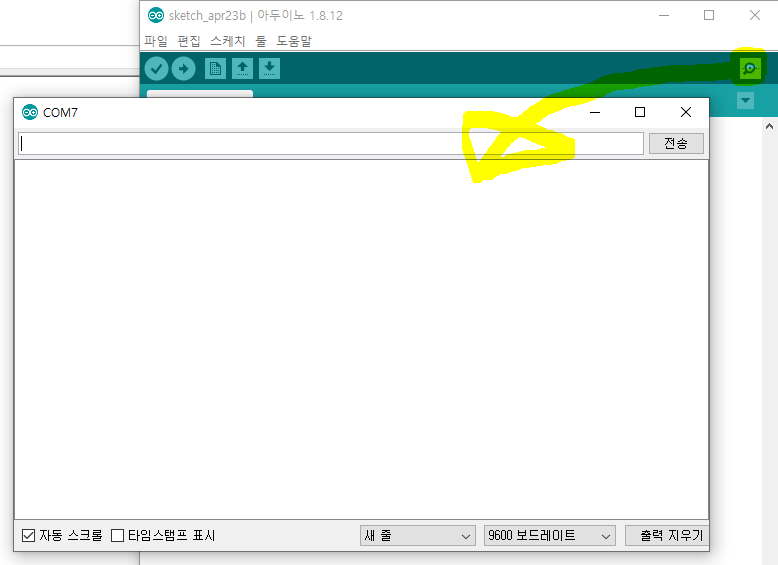 sketch_apr23b | 아두이노 1.8.12
파일 편집 스케치 툴 도움말
COM7
전송
자동 스크롤 타임스탬프 표시 새 줄 9600 보드레이트 출력 지우기